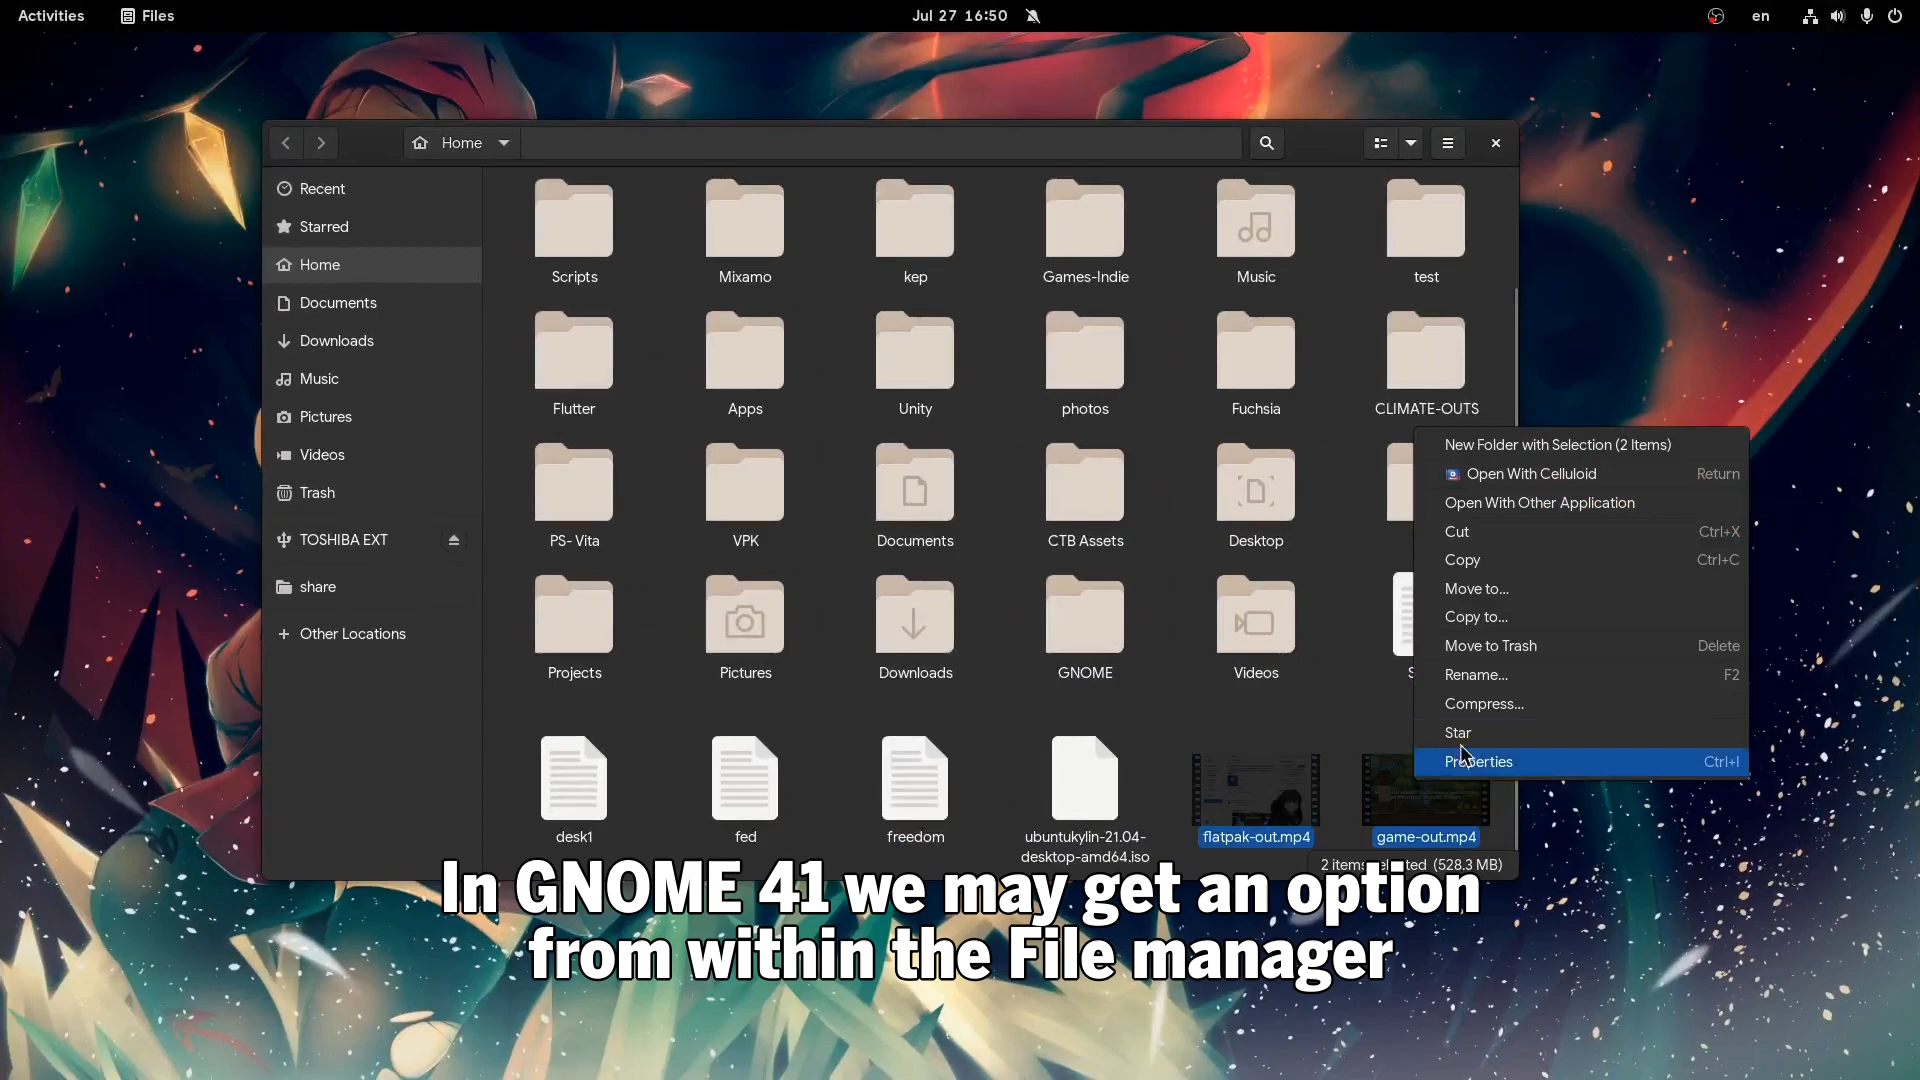 Activities
Files
Jul 27 16:50
en
Home
Recent
Starred
Home
Documents
Downloads
Music
Pictures
Videos
Trash
TOSHIBA EXT
share
Other Locations
Scripts
Mixamo
kep
Games-Indie
Music
test
Flutter
Apps
Unity
photos
Fuchsia
CLIMATE-OUTS
PS- Vita
VPK
Documents
CTB Assets
Desktop
Projects
Pictures
Downloads
GNOME
Videos
S
desk1
fed
freedom
ubuntukylin-21.04-
desktop-amd64.iso
flatpak-out.mp4
game-out.mp4
New Folder with Selection (2 Items)
Open With Celluloid Return
Open With Other Application
Cut Ctrl+X
Copy Ctrl+C
Move to...
Copy to...
Move to Trash Delete
Rename... F2
Compress...
Star
Properties Ctrl+I
2 items selected (528.3 MB)
In GNOME 41 we may get an option
from within the File manager